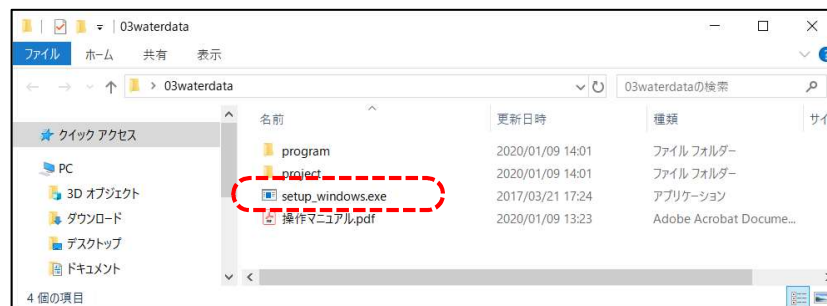 03waterdata
ファイル ホーム 共有 表示
03waterdata 03waterdataの検索
名前 更新日時 種類 サイ
クイック アクセス
program 2020/01/09 14:01 ファイル フォルダー
PC
project 2020/01/09 14:01 ファイル フォルダー
3D オブジェクト
setup_windows.exe 2017/03/21 17:24 アプリケーション
ダウンロード
操作マニュアル.pdf 2020/01/09 13:23 Adobe Acrobat Docume...
デスクトップ
ドキュメント
4 個の項目